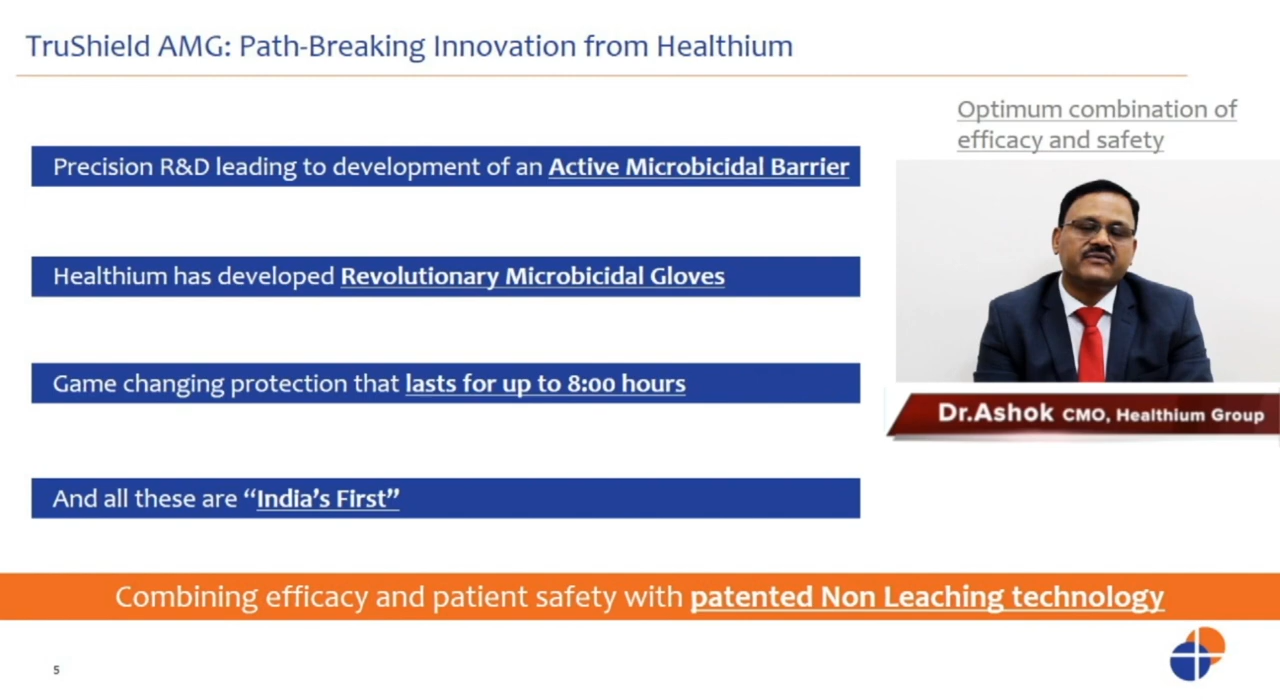 TruShield AMG: Path-Breaking Innovation from Healthium
Optimum combination of
efficacy and safety
Precision R&D leading to development of an Active Microbicidal Barrier
Healthium has developed Revolutionary Microbicidal Gloves
Game changing protection that lasts for up to 8:00 hours
Dr.Ashok CMO, Healthium Group
And all these are “India’s First”
Combining efficacy and patient safety with patented Non Leaching technology
5